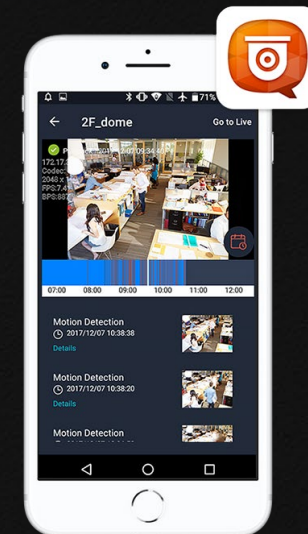 71%
2F_dome
Go to Live
172.17.3
Codec:
2048 x
FPS:7.4
07:00 08:00 09:00 10:00 11:00 12:00
Motion Detection
2017/12/07 10:38:38
Details
Motion Detection
2017/12/07 10:38:20
Details
Motion Detection